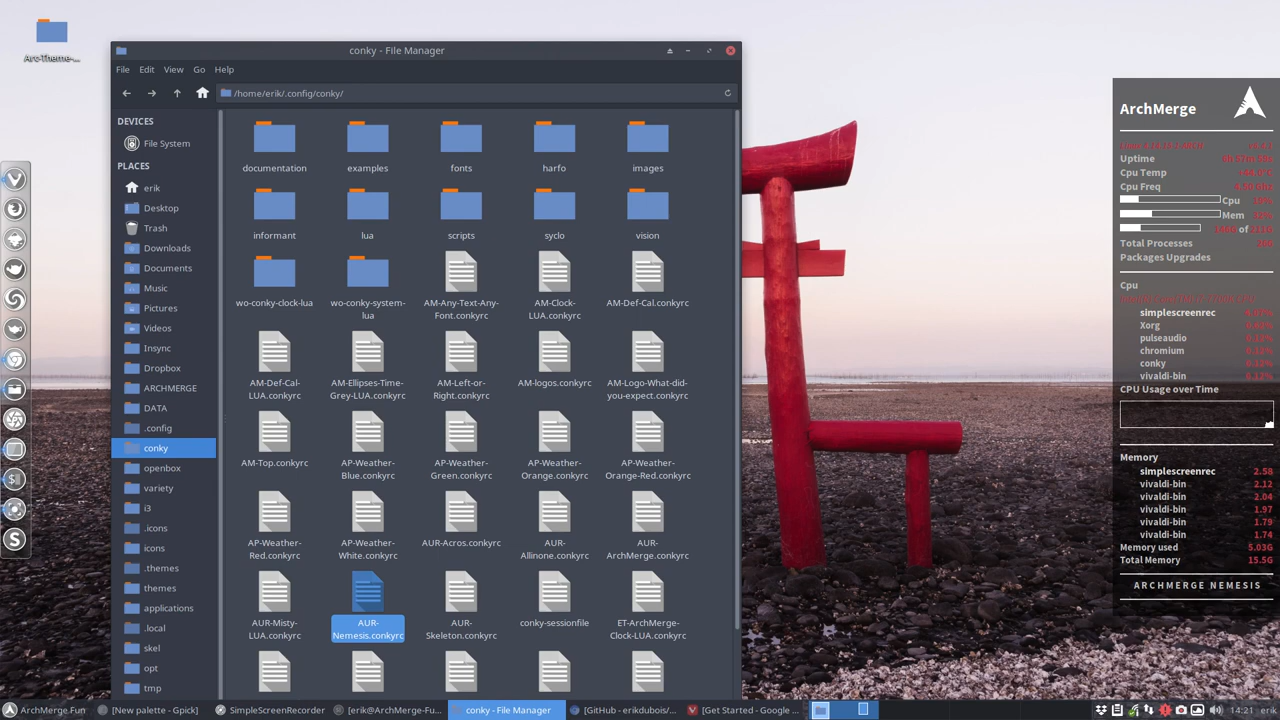 Arc-Theme-...
conky - File Manager
File Edit View Go Help
/home/erik/.config/conky/
DEVICES
File System
PLACES
erik
Desktop
Trash
Downloads
Documents
Music
Pictures
Videos
Insync
Dropbox
ARCHMERGE
DATA
.config
conky
openbox
variety
i3
.icons
icons
.themes
themes
applications
.local
skel
opt
tmp
documentation examples fonts harfo images
informant lua scripts syclo vision
wo-conky-clock-lua wo-conky-system- AM-Any-Text-Any- AM-Clock- AM-Def-Cal.conkyrc
lua Font.conkyrc LUA.conkyrc
AM-Def-Cal- AM-Ellipses-Time- AM-Left-or- AM-logos.conkyrc AM-Logo-What-did-
LUA.conkyrc Grey-LUA.conkyrc Right.conkyrc you-expect.conkyrc
AM-Top.conkyrc AP-Weather- AP-Weather- AP-Weather- AP-Weather-
Blue.conkyrc Green.conkyrc Orange.conkyrc Orange-Red.conkyrc
AP-Weather- AP-Weather- AUR-Acros.conkyrc AUR- AUR-
Red.conkyrc White.conkyrc Allinone.conkyrc ArchMerge.conkyrc
AUR-Misty- AUR- AUR- conky-sessionfile ET-ArchMerge-
LUA.conkyrc Nemesis.conkyrc Skeleton.conkyrc Clock-LUA.conkyrc
ArchMerge
Uptime
Cpu Temp
Cpu Freq
Cpu
Mem
of
Total Processes
Packages Upgrades
Cpu
simplescreenrec
Xorg
pulseaudio 0.13%
chromium 0.13%
conky 0.12%
vivaldi-bin 0.12%
CPU Usage over Time
Memory
simplescreenrec 2.58
vivaldi-bin 2.12
vivaldi-bin 2.04
vivaldi-bin 1.97
vivaldi-bin 1.79
vivaldi-bin 1.74
Memory used 5.03G
Total Memory 15.5G
ARCHMERGE NEMESIS
ArchMerge Fun [New palette - Gpick] SimpleScreenRecorder [erik@ArchMerge-Fu... conky - File Manager [GitHub - erikdubois/... [Get Started - Google ... 14:21 erik